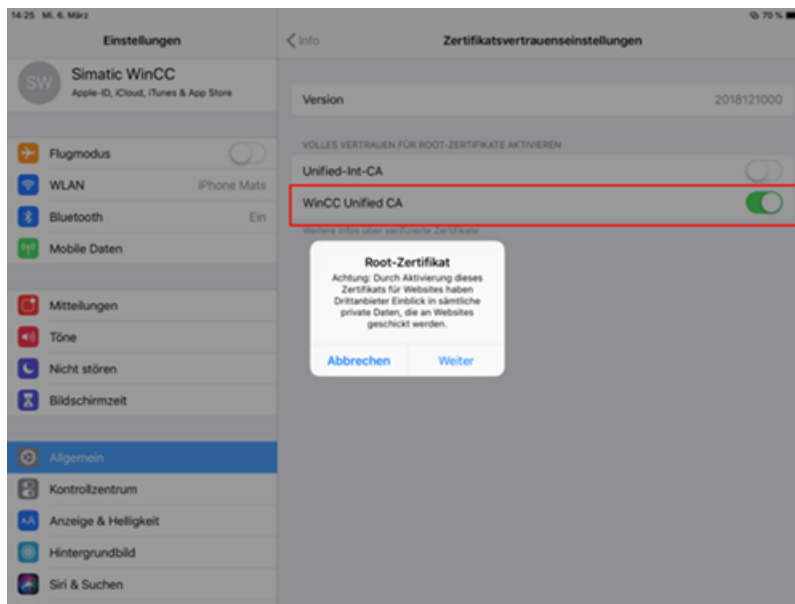 14:25 Mi. 6. März
70 %
Einstellungen
SW
Simatic WinCC
Apple-ID, iCloud, iTunes & App Store
Flugmodus
WLAN iPhone Mats
Bluetooth Ein
Mobile Daten
Mitteilungen
Töne
Nicht stören
Bildschirmzeit
Allgemein
Kontrollzentrum
AA Anzeige & Helligkeit
Hintergrundbild
Siri & Suchen
Info
Zertifikatsvertrauenseinstellungen
Version 2018121000
VOLLES VERTRAUEN FÜR ROOT-ZERTIFIKATE AKTIVIEREN
Unified-Int-CA
WinCC Unified CA
Weitere Infos über verifizierte Zertifikate
Root-Zertifikat
Achtung: Durch Aktivierung dieses
Zertifikats für Websites haben
Drittanbieter Einblick in sämtliche
private Daten, die an Websites
geschickt werden.
Abbrechen Weiter